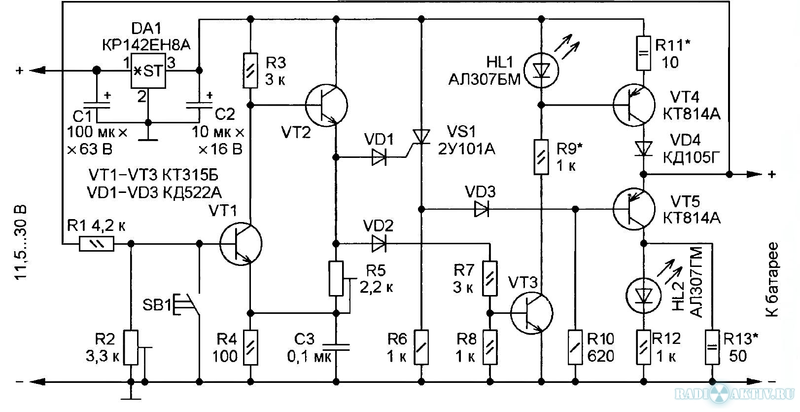 DA1
КР142ЕН8А
+
1
*ST
3
2
C1
+
100 мк ×
× 63 В
C2
+
10 мк ×
× 16 В
VT1–VT3 КТ315Б
VD1–VD3 КД522А
R1 4,2 к
VT1
11,5...30 В
SB1
R2
3,3 к
R3
3 к
VT2
VD1
VS1
2У101А
HL1
АЛ307БМ
R9*
1 к
R11*
10
VT4
КТ814А
VD4
КД105Г
+
VD3
VT5
КТ814А
VD2
R5
2,2 к
R7
3 к
VT3
HL2
АЛ307ГМ
К батарее
R4
100
C3
0,1 мк
R6
1 к
R8
1 к
R10
620
R12
1 к
R13*
50
–
–
RADIOAKTIV.RU